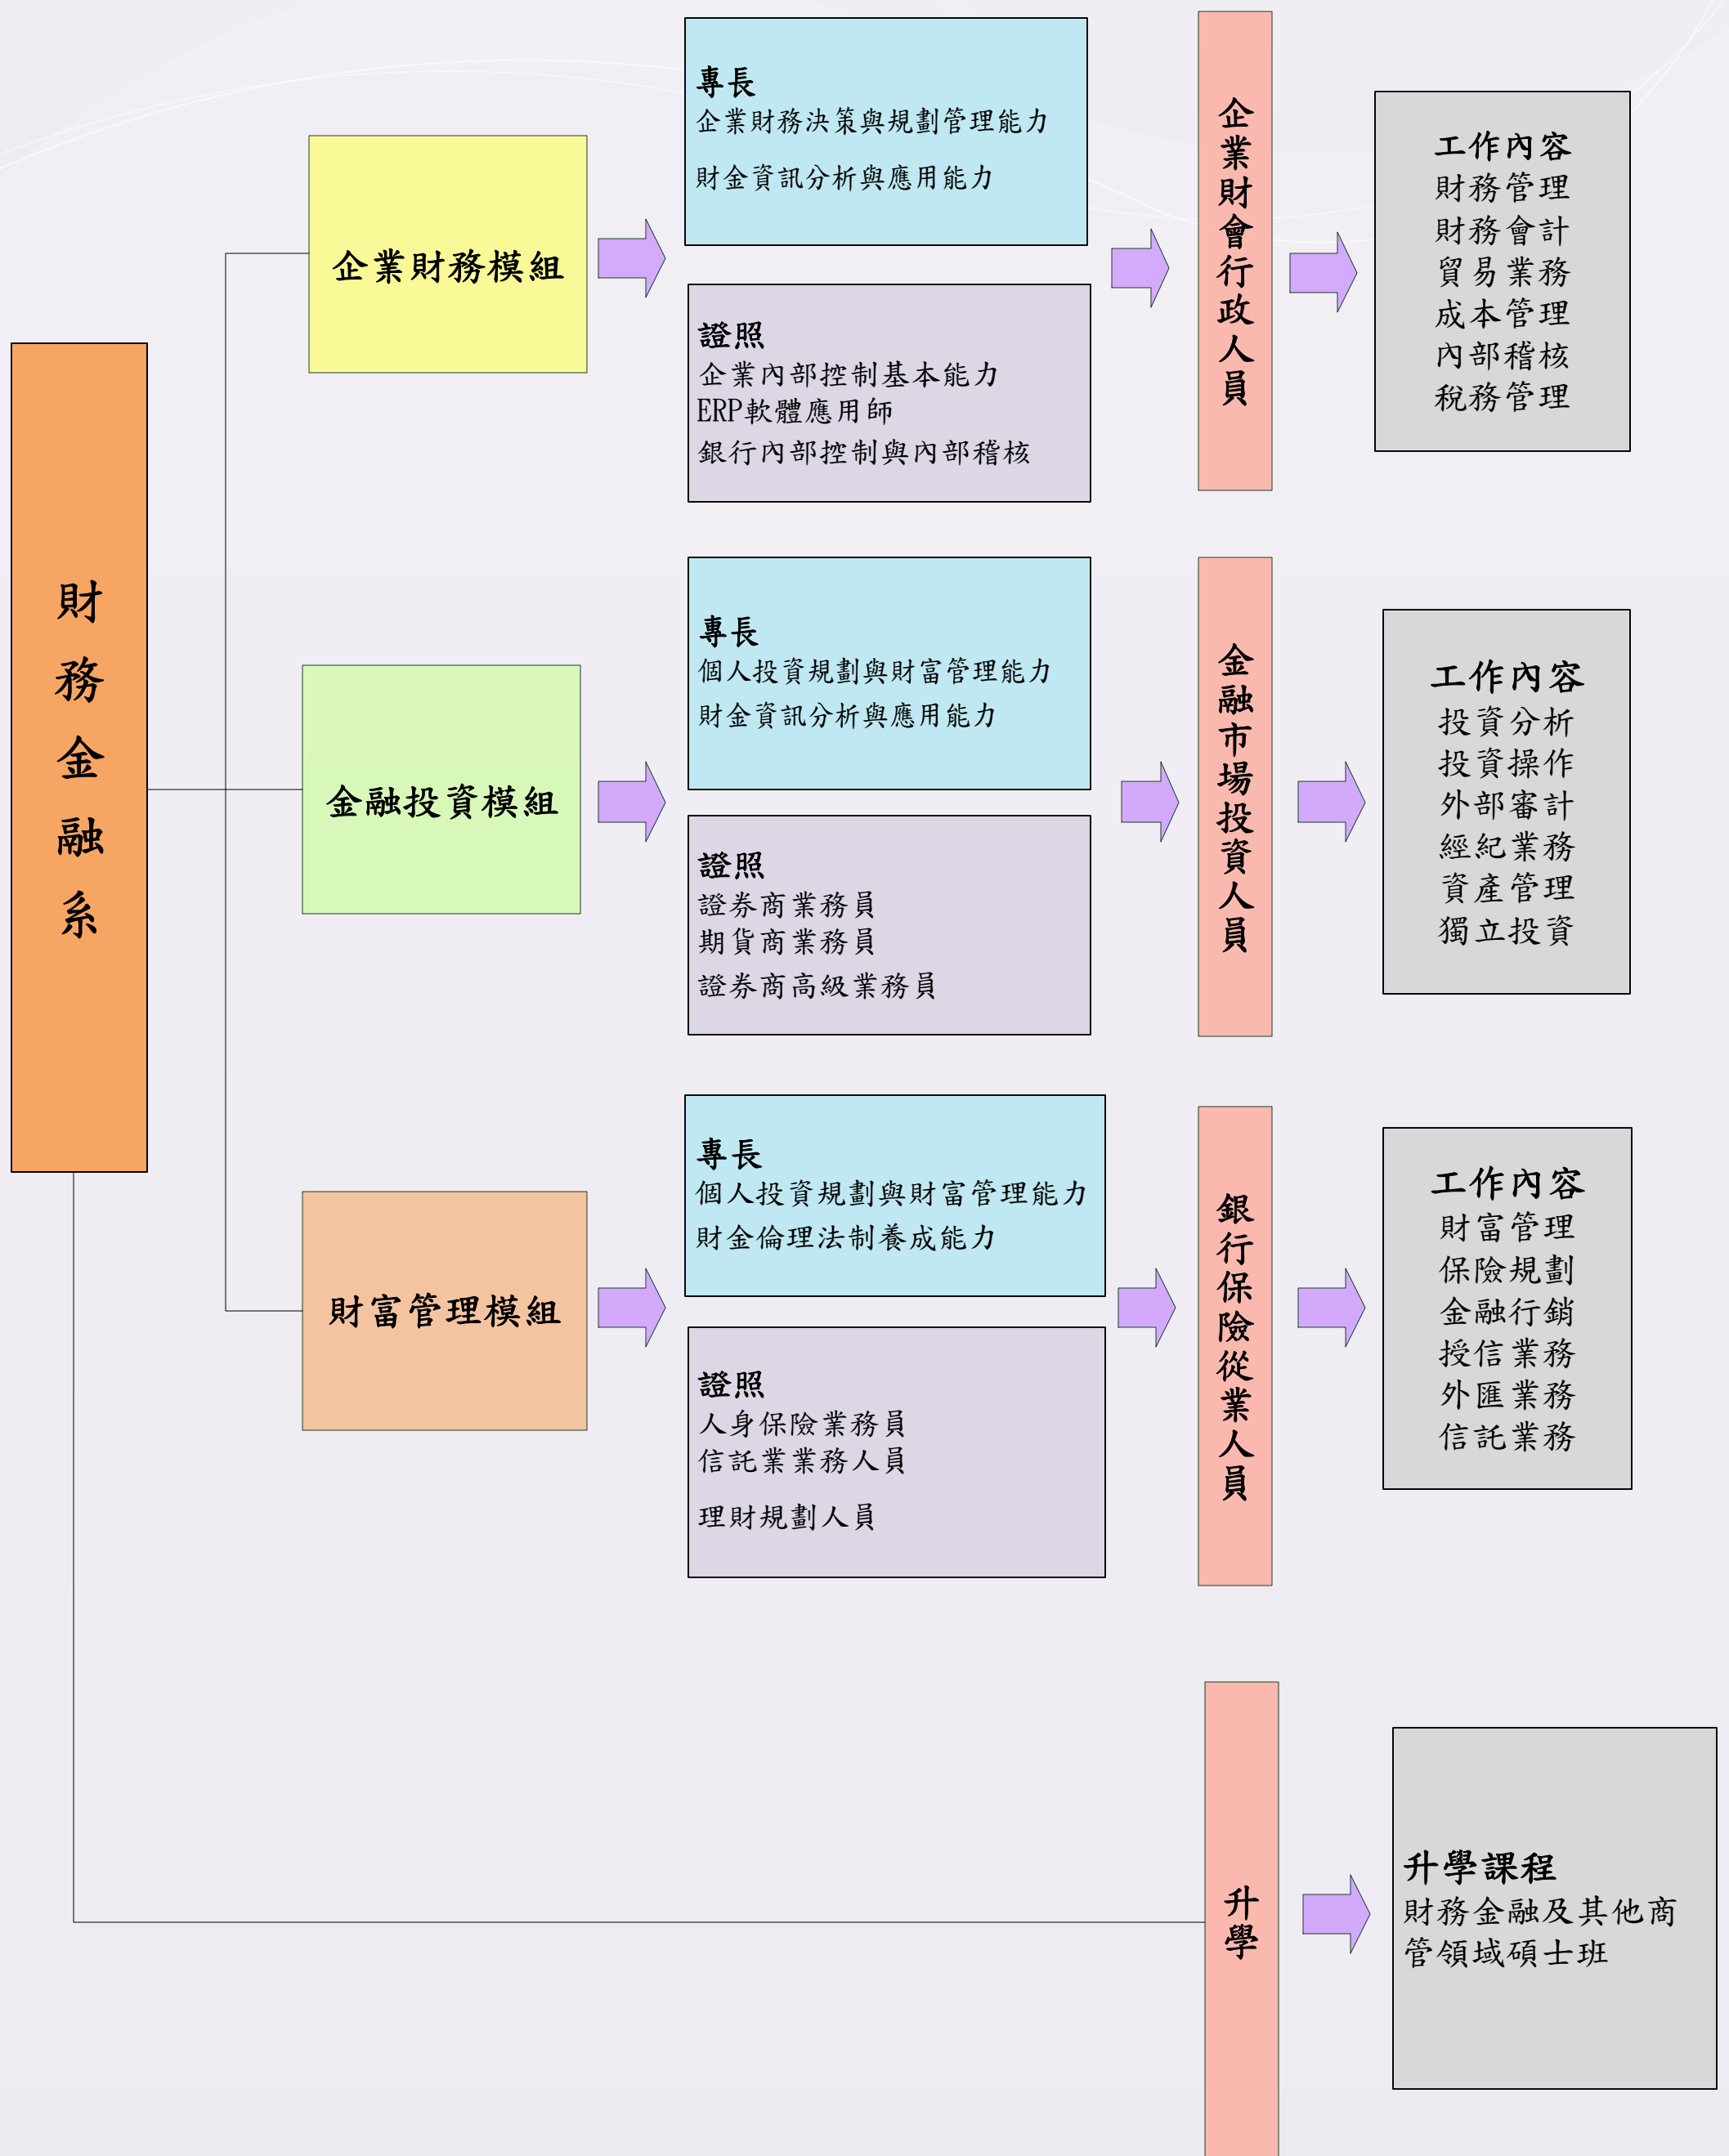 財務金融系
企業財務模組
專長
企業財務決策與規劃管理能力
財金資訊分析與應用能力
證照
企業內部控制基本能力
ERP軟體應用師
銀行內部控制與內部稽核
企業財會行政人員
工作內容
財務管理
財務會計
貿易業務
成本管理
內部稽核
稅務管理
金融投資模組
專長
個人投資規劃與財富管理能力
財金資訊分析與應用能力
證照
證券商業務員
期貨商業務員
證券商高級業務員
金融市場投資人員
工作內容
投資分析
投資操作
外部審計
經紀業務
資產管理
獨立投資
財富管理模組
專長
個人投資規劃與財富管理能力
財金倫理法制養成能力
證照
人身保險業務員
信託業業務人員
理財規劃人員
銀行保險從業人員
工作內容
財富管理
保險規劃
金融行銷
授信業務
外匯業務
信託業務
升學
升學課程
財務金融及其他商
管領域碩士班